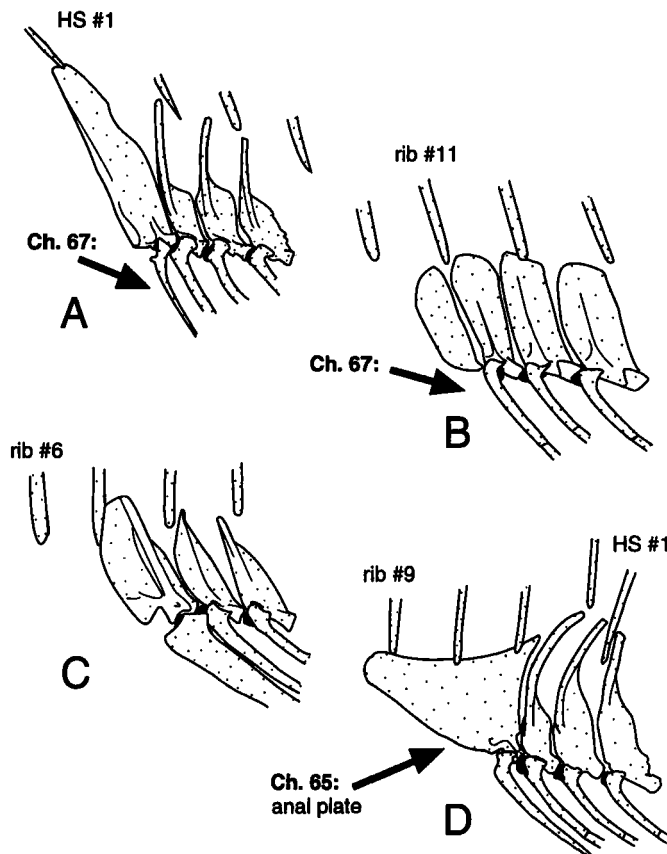 HS #1
Ch. 67:
A
rib #11
Ch. 67:
B
rib #6
C
rib #9
HS #1
Ch. 65:
anal plate
D